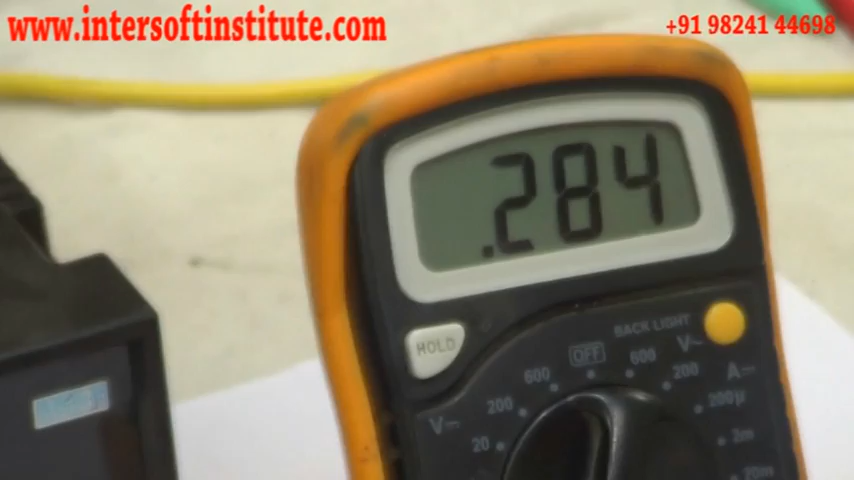 www.intersoftinstitute.com
+91 98241 44698
.284
HOLD
BACK LIGHT
OFF
600
600
V~
200
V⎓
200
20
A⎓
200μ
2m
20m